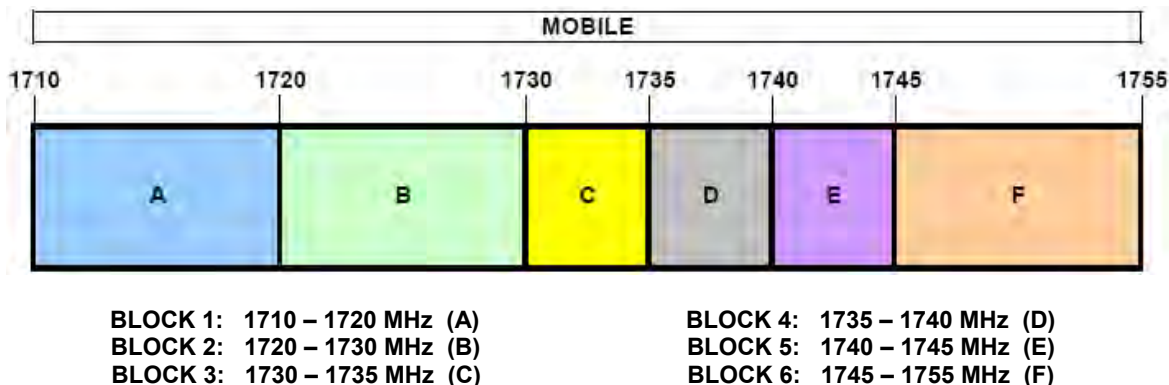 MOBILE
1710 1720 1730 1735 1740 1745 1755
A B C D E F
BLOCK 1: 1710 – 1720 MHz (A)
BLOCK 2: 1720 – 1730 MHz (B)
BLOCK 3: 1730 – 1735 MHz (C)
BLOCK 4: 1735 – 1740 MHz (D)
BLOCK 5: 1740 – 1745 MHz (E)
BLOCK 6: 1745 – 1755 MHz (F)